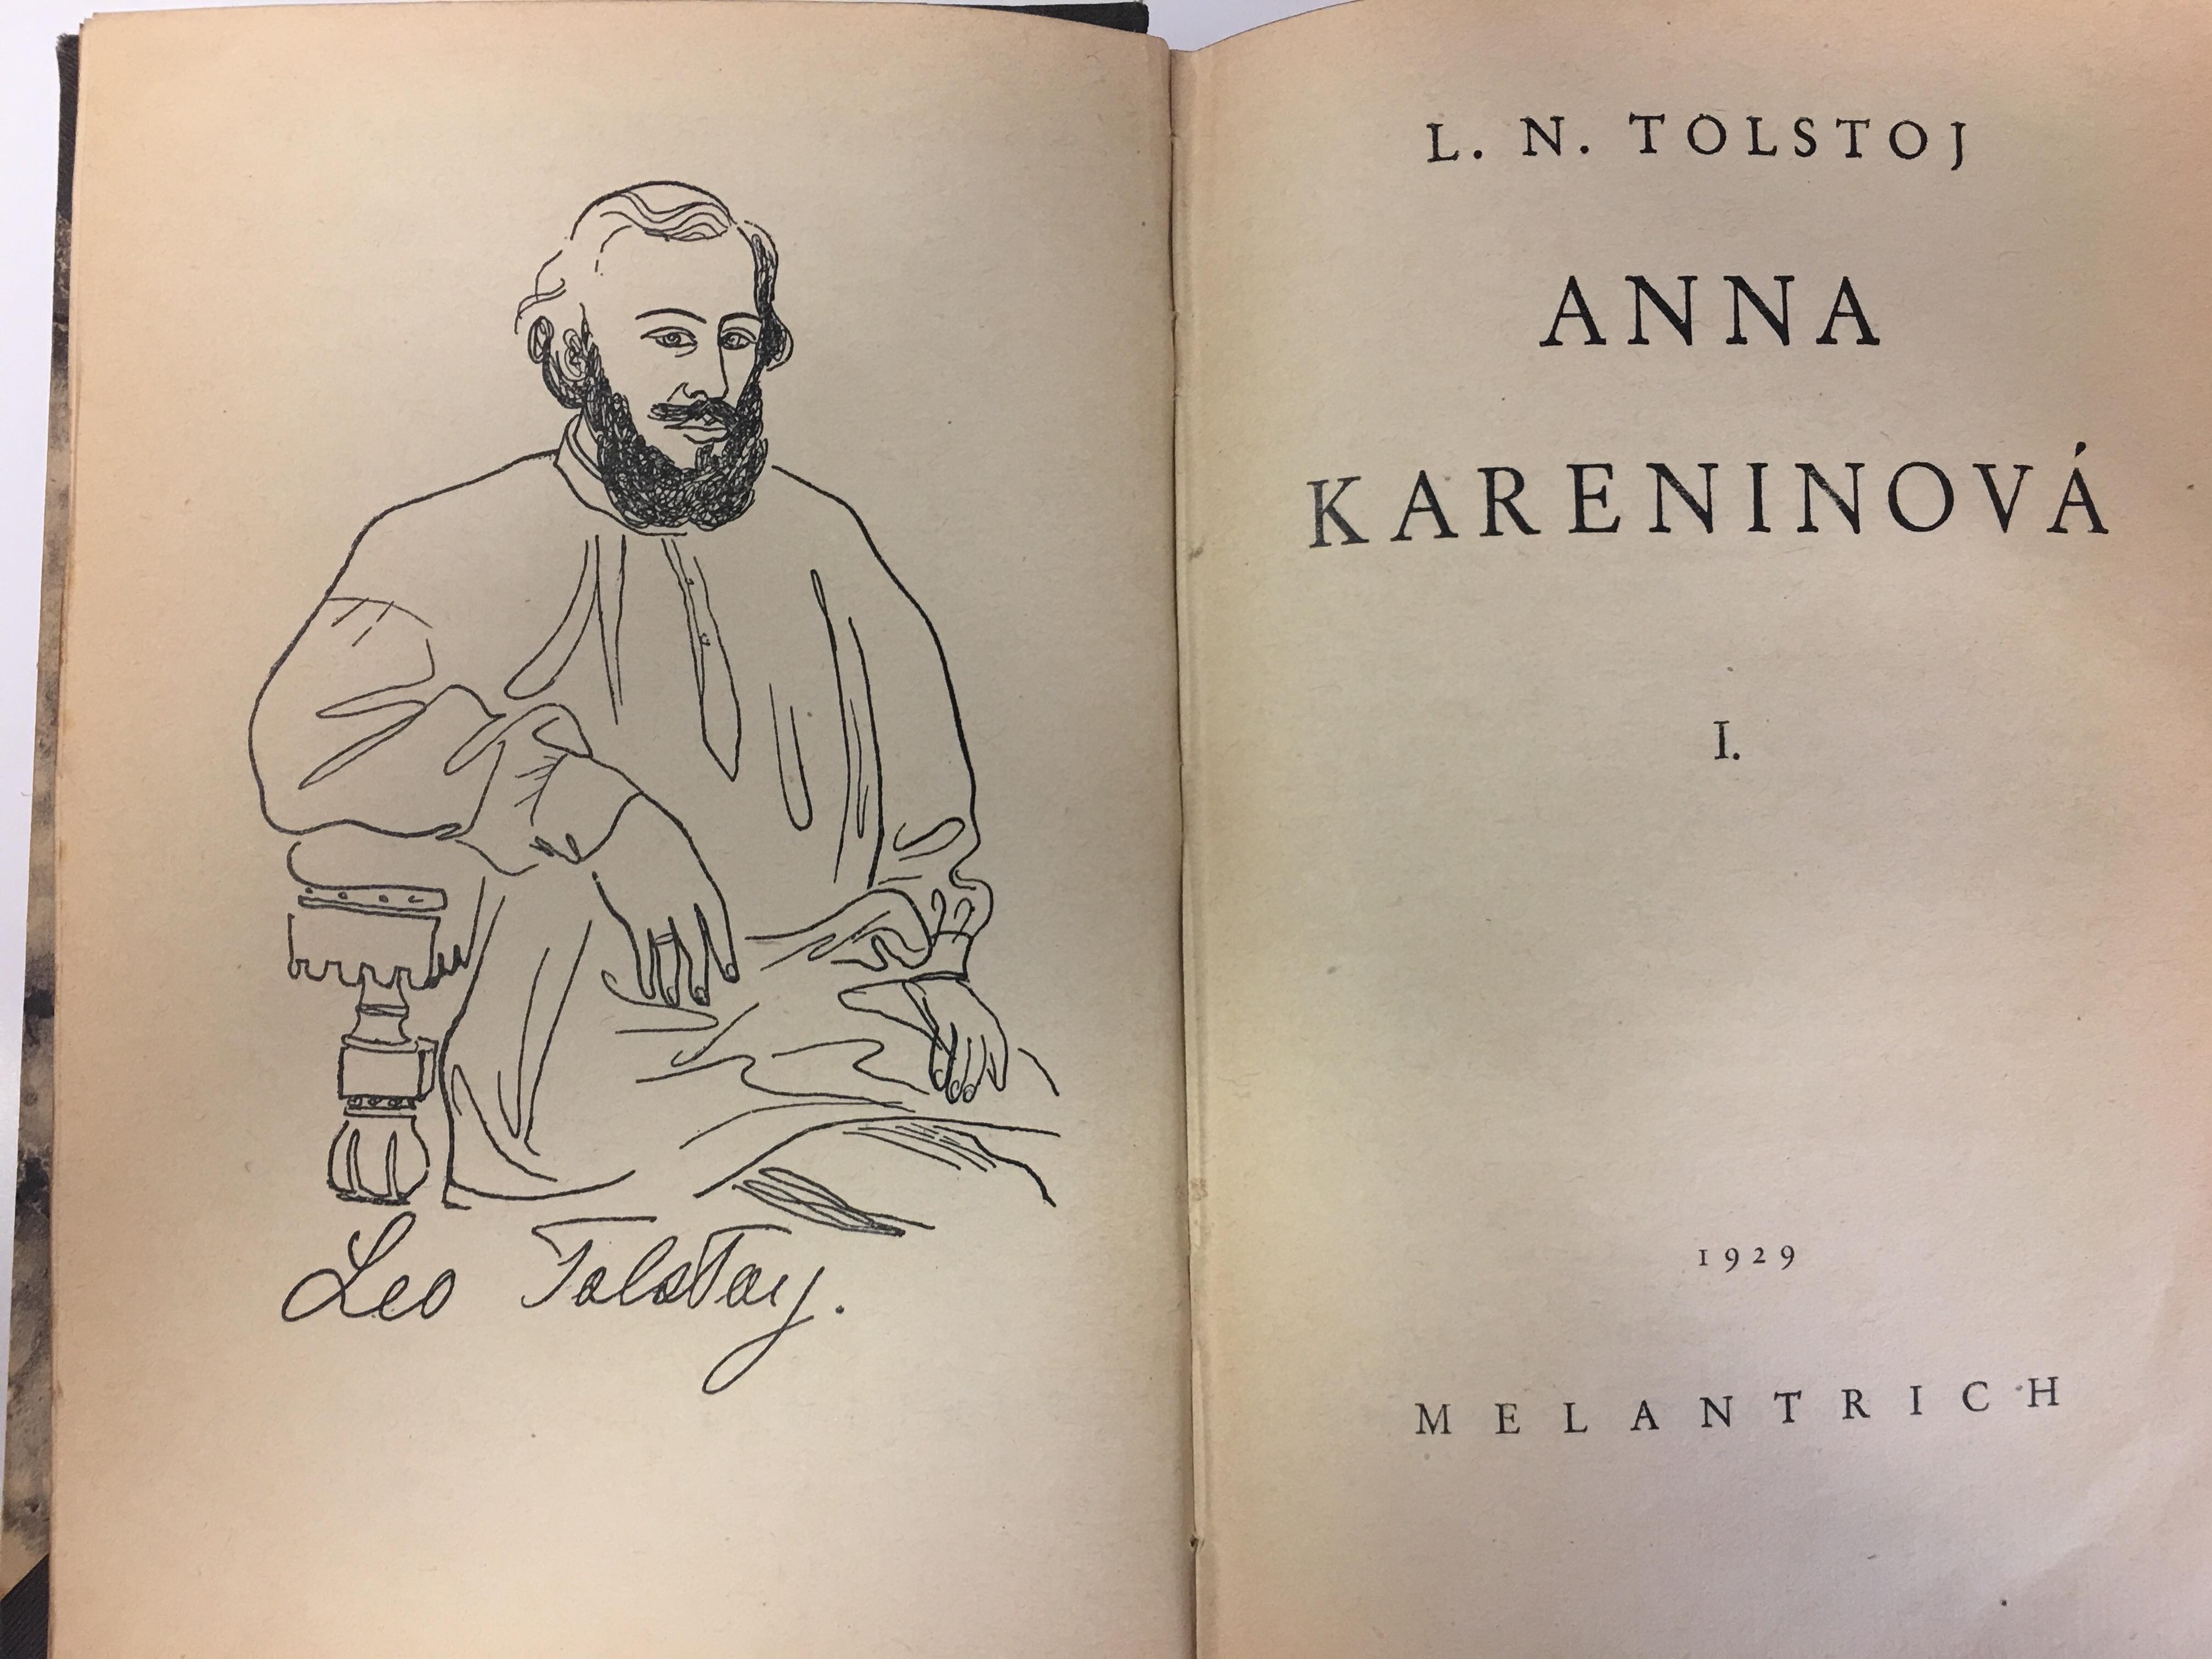 Leo Tolstoy.
L. N. TOLSTOJ
ANNA
KARENINOVÁ
I.
1929
MELANTRICH